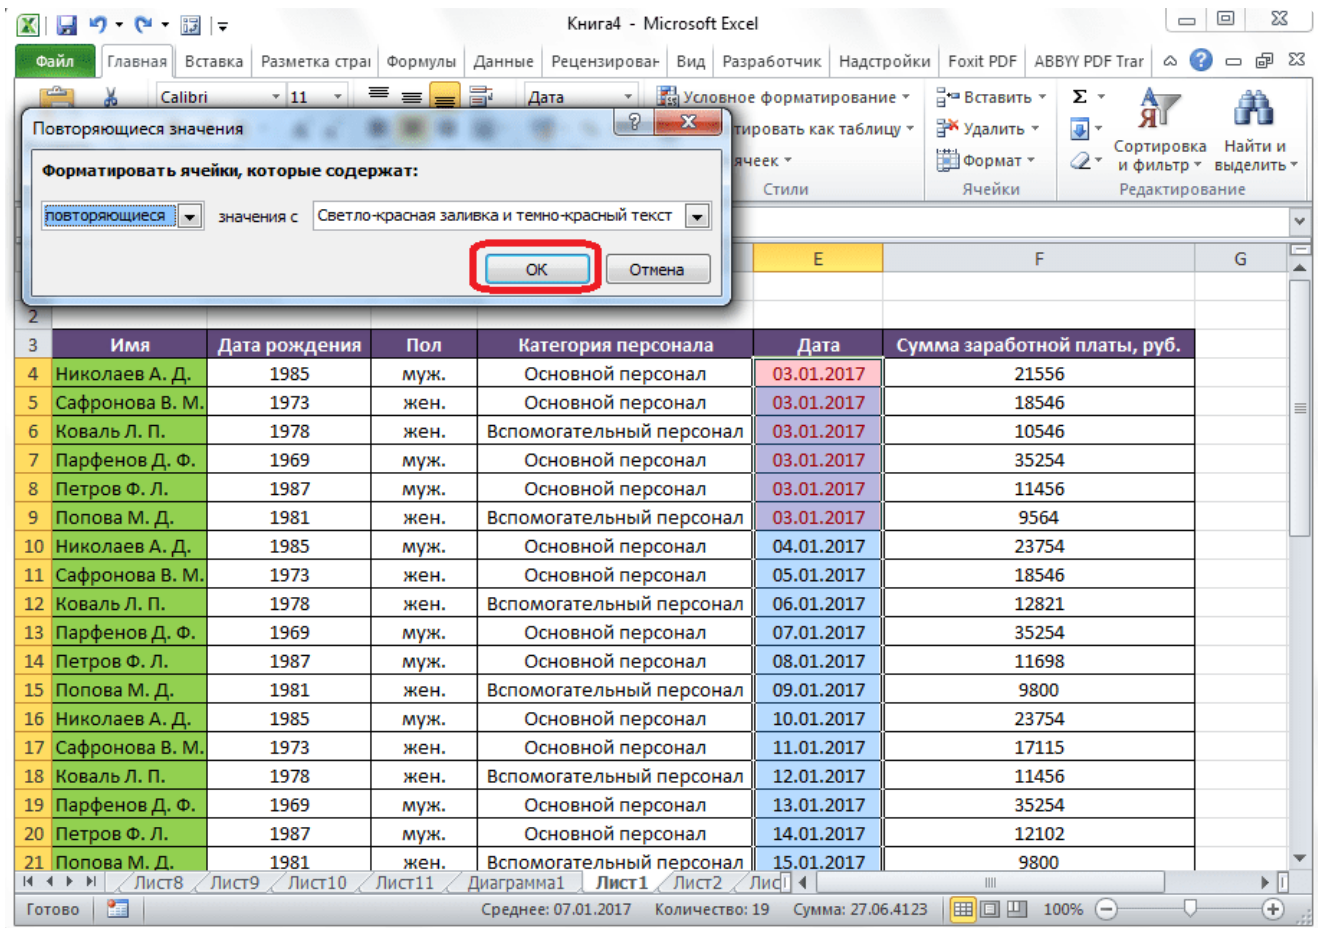 Книга4 - Microsoft Excel
Файл Главная Вставка Разметка страі Формулы Данные Рецензироваг Вид Разработчик Надстройки Foxit PDF ABBYY PDF Trar
Calibri 11 Дата Условное форматирование Вставить Σ
Повторяющиеся значения ? тировать как таблицу Удалить
Сортировка и фильтр Найти и выделить
Форматировать ячейки, которые содержат: ячеек Формат
Стили Ячейки Редактирование
повторяющиеся значения с Светло-красная заливка и темно-красный текст
ОК Отмена
E F G
2
3 Имя Дата рождения Пол Категория персонала Дата Сумма заработной платы, руб.
4 Николаев А. Д. 1985 муж. Основной персонал 03.01.2017 21556
5 Сафронова В. М. 1973 жен. Основной персонал 03.01.2017 18546
6 Коваль Л. П. 1978 жен. Вспомогательный персонал 03.01.2017 10546
7 Парфенов Д. Ф. 1969 муж. Основной персонал 03.01.2017 35254
8 Петров Ф. Л. 1987 муж. Основной персонал 03.01.2017 11456
9 Попова М. Д. 1981 жен. Вспомогательный персонал 03.01.2017 9564
10 Николаев А. Д. 1985 муж. Основной персонал 04.01.2017 23754
11 Сафронова В. М. 1973 жен. Основной персонал 05.01.2017 18546
12 Коваль Л. П. 1978 жен. Вспомогательный персонал 06.01.2017 12821
13 Парфенов Д. Ф. 1969 муж. Основной персонал 07.01.2017 35254
14 Петров Ф. Л. 1987 муж. Основной персонал 08.01.2017 11698
15 Попова М. Д. 1981 жен. Вспомогательный персонал 09.01.2017 9800
16 Николаев А. Д. 1985 муж. Основной персонал 10.01.2017 23754
17 Сафронова В. М. 1973 жен. Основной персонал 11.01.2017 17115
18 Коваль Л. П. 1978 жен. Вспомогательный персонал 12.01.2017 11456
19 Парфенов Д. Ф. 1969 муж. Основной персонал 13.01.2017 35254
20 Петров Ф. Л. 1987 муж. Основной персонал 14.01.2017 12102
21 Попова М. Д. 1981 жен. Вспомогательный персонал 15.01.2017 9800
Лист8 Лист9 Лист10 Лист11 Диаграмма1 Лист1 Лист2 Лис
Готово Среднее: 07.01.2017 Количество: 19 Сумма: 27.06.4123 100%